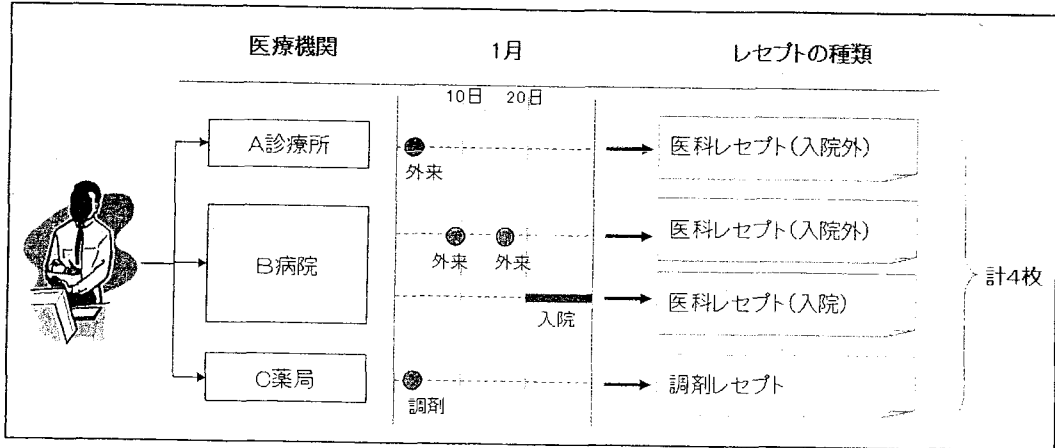 医療機関
1月
レセプトの種類
10日
20日
A診療所
外来
医科レセプト(入院外)
B病院
外来
外来
医科レセプト(入院外)
入院
医科レセプト(入院)
計4枚
C薬局
調剤
調剤レセプト